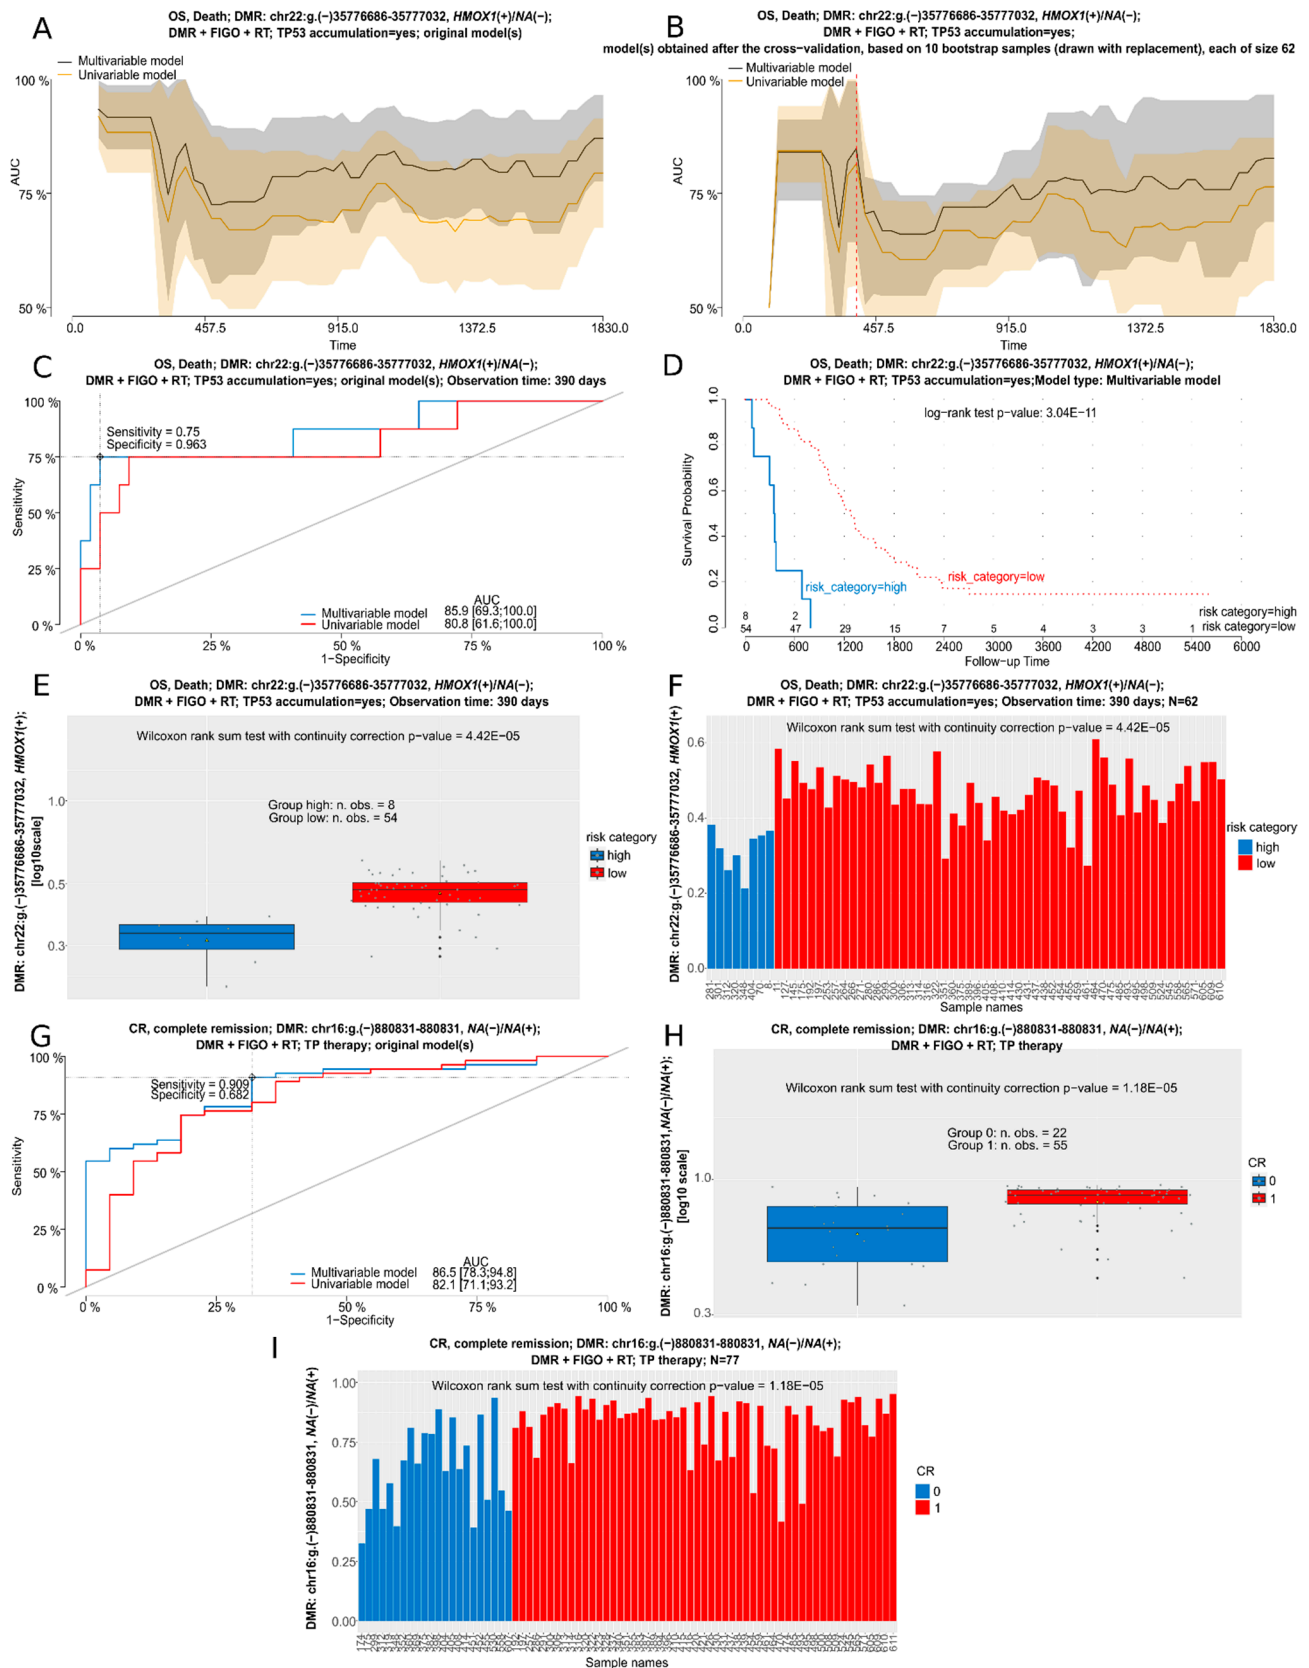 A
OS, Death; DMR: chr22:g.(−)35776686-35777032, HMOX1(+)/NA(−);
DMR + FIGO + RT; TP53 accumulation=yes; original model(s)
Multivariable model
Univariable model
100 %
75 %
50 %
AUC
0.0 457.5 915.0 1372.5 1830.0
Time
B
OS, Death; DMR: chr22:g.(−)35776686-35777032, HMOX1(+)/NA(−);
DMR + FIGO + RT; TP53 accumulation=yes;
model(s) obtained after the cross−validation, based on 10 bootstrap samples (drawn with replacement), each of size 62
Multivariable model
Univariable model
100 %
75 %
50 %
AUC
0.0 457.5 915.0 1372.5 1830.0
Time
C
OS, Death; DMR: chr22:g.(−)35776686-35777032, HMOX1(+)/NA(−);
DMR + FIGO + RT; TP53 accumulation=yes; original model(s); Observation time: 390 days
100 %
75 %
50 %
25 %
0 %
Sensitivity
Sensitivity = 0.75
Specificity = 0.963
AUC
Multivariable model 85.9 [69.3;100.0]
Univariable model 80.8 [61.6;100.0]
0 % 25 % 50 % 75 % 100 %
1−Specificity
D
OS, Death; DMR: chr22:g.(−)35776686-35777032, HMOX1(+)/NA(−);
DMR + FIGO + RT; TP53 accumulation=yes;Model type: Multivariable model
log−rank test p−value: 3.04E−11
1.0
0.8
0.6
0.4
0.2
0.0
Survival Probability
risk_category=low
risk_category=high
8 2 risk category=high
54 47 29 15 7 5 4 3 3 1 risk category=low
0 600 1200 1800 2400 3000 3600 4200 4800 5400 6000
Follow−up Time
E
OS, Death; DMR: chr22:g.(−)35776686-35777032, HMOX1(+)/NA(−);
DMR + FIGO + RT; TP53 accumulation=yes; Observation time: 390 days
DMR: chr22:g.(−)35776686-35777032, HMOX1(+);
[log10scale]
Wilcoxon rank sum test with continuity correction p−value = 4.42E−05
Group high: n. obs. = 8
Group low: n. obs. = 54
1.0
0.5
0.3
risk category
high
low
F
OS, Death; DMR: chr22:g.(−)35776686-35777032, HMOX1(+)/NA(−);
DMR + FIGO + RT; TP53 accumulation=yes; Observation time: 390 days; N=62
DMR: chr22:g.(−)35776686-35777032, HMOX1(+)
Wilcoxon rank sum test with continuity correction p−value = 4.42E−05
0.6
0.4
0.2
0.0
risk category
high
low
Sample names
G
CR, complete remission; DMR: chr16:g.(−)880831-880831, NA(−)/NA(+);
DMR + FIGO + RT; TP therapy; original model(s)
100 %
75 %
50 %
25 %
0 %
Sensitivity
Sensitivity = 0.909
Specificity = 0.682
AUC
Multivariable model 86.5 [78.3;94.8]
Univariable model 82.1 [71.1;93.2]
0 % 25 % 50 % 75 % 100 %
1−Specificity
H
CR, complete remission; DMR: chr16:g.(−)880831-880831, NA(−)/NA(+);
DMR + FIGO + RT; TP therapy
DMR: chr16:g.(−)880831-880831,NA(−)/NA(+);
[log10 scale]
Wilcoxon rank sum test with continuity correction p−value = 1.18E−05
Group 0: n. obs. = 22
Group 1: n. obs. = 55
1.0
0.3
CR
0
1
I
CR, complete remission; DMR: chr16:g.(−)880831-880831, NA(−)/NA(+);
DMR + FIGO + RT; TP therapy; N=77
DMR: chr16:g.(−)880831-880831, NA(−)/NA(+)
Wilcoxon rank sum test with continuity correction p−value = 1.18E−05
1.00
0.75
0.50
0.25
0.00
CR
0
1
Sample names